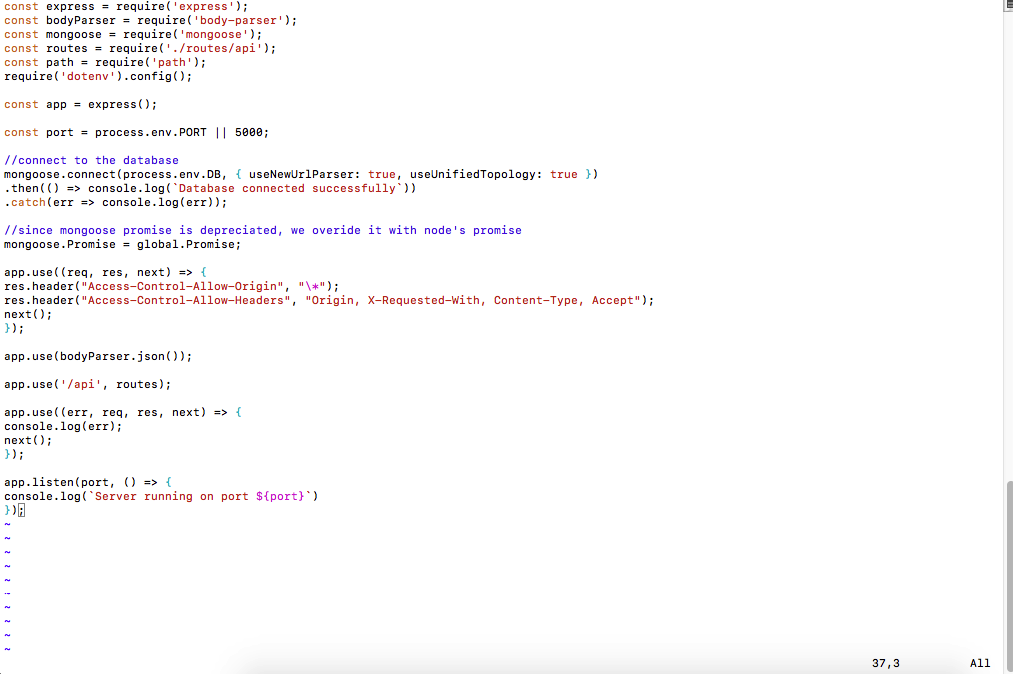 const express = require('express');
const bodyParser = require('body-parser');
const mongoose = require('mongoose');
const routes = require('./routes/api');
const path = require('path');
require('dotenv').config();

const app = express();

const port = process.env.PORT || 5000;

//connect to the database
mongoose.connect(process.env.DB, { useNewUrlParser: true, useUnifiedTopology: true })
.then(() => console.log(`Database connected successfully`))
.catch(err => console.log(err));

//since mongoose promise is depreciated, we overide it with node's promise
mongoose.Promise = global.Promise;

app.use((req, res, next) => {
res.header("Access-Control-Allow-Origin", "\*");
res.header("Access-Control-Allow-Headers", "Origin, X-Requested-With, Content-Type, Accept");
next();
});

app.use(bodyParser.json());

app.use('/api', routes);

app.use((err, req, res, next) => {
console.log(err);
next();
});

app.listen(port, () => {
console.log(`Server running on port ${port}`)
});
~
~
~
~
~
~
~
~
~
~
37,3 All